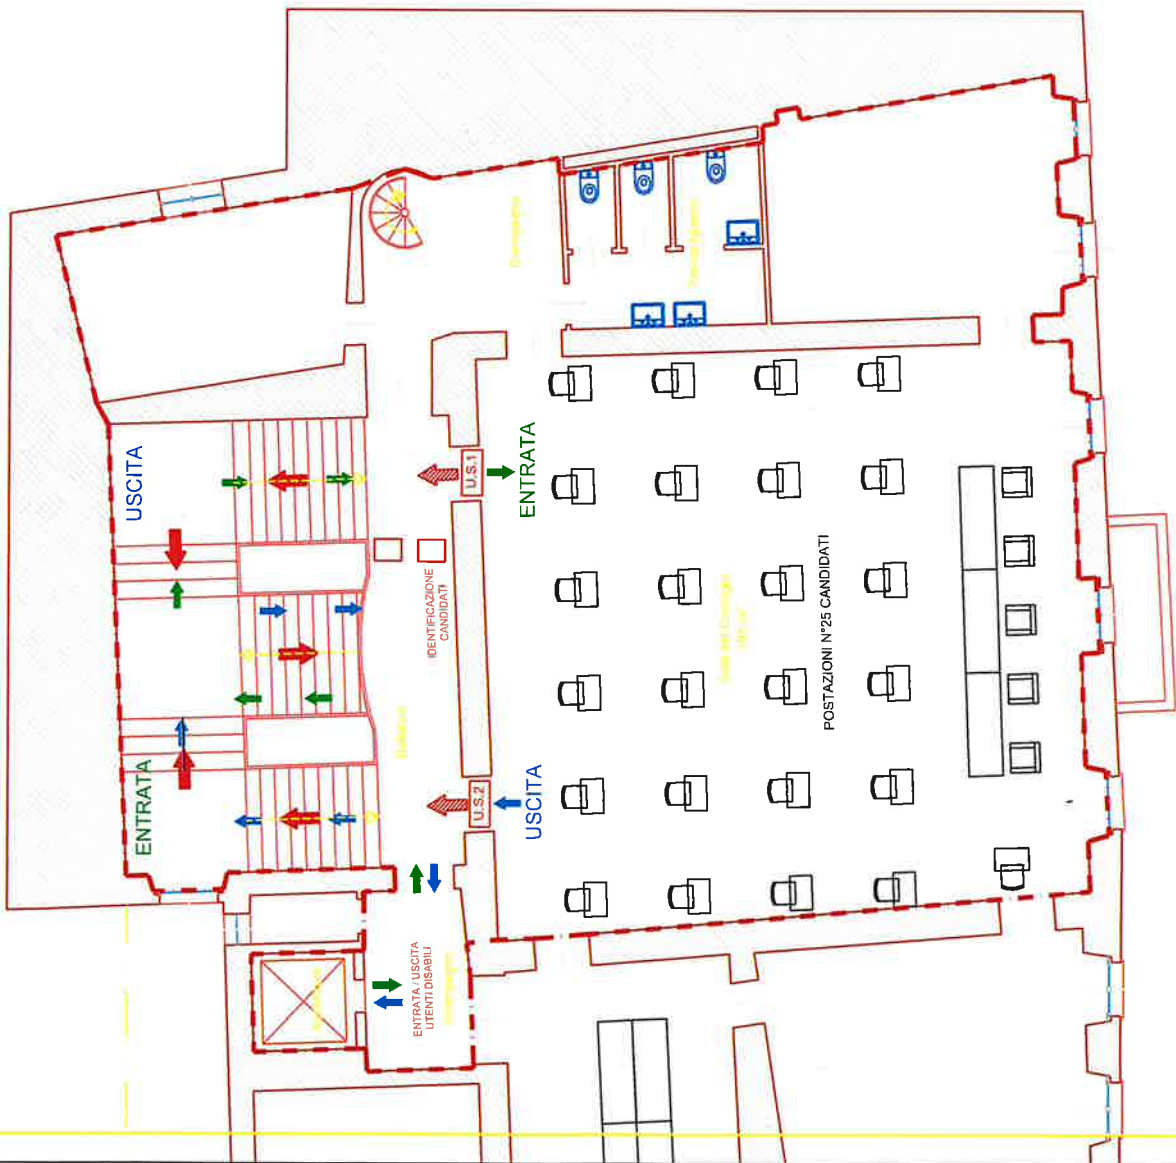 USCITA
ENTRATA
U.S.1
ENTRATA
IDENTIFICAZIONE
CANDIDATI
POSTAZIONI N°25 CANDIDATI
U.S.2
USCITA
ENTRATA / USCITA
UTENTI DISABILI